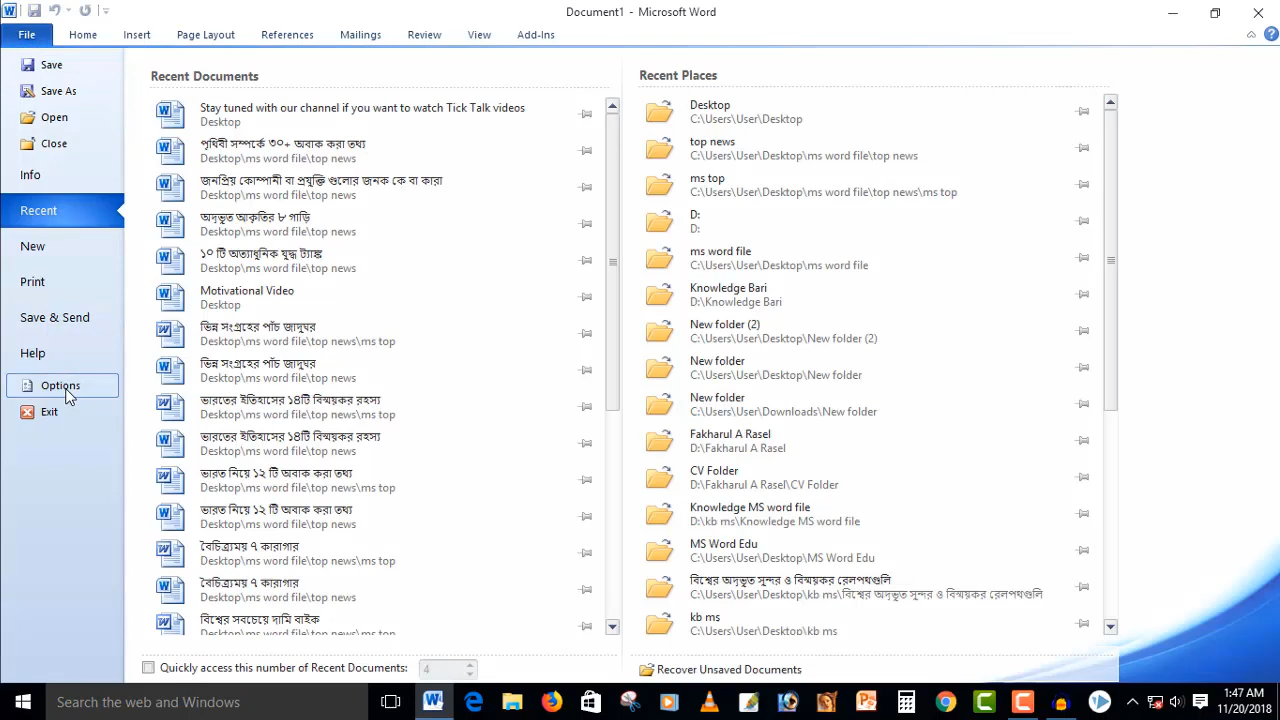 Document1 - Microsoft Word
File
Home
Insert
Page Layout
References
Mailings
Review
View
Add-Ins
Save
Save As
Open
Close
Info
Recent
New
Print
Save & Send
Help
Options
Exit
Recent Documents
Stay tuned with our channel if you want to watch Tick Talk videos
Desktop
পৃথিবী সম্পর্কে ৩০+ অবাক করা তথ্য
Desktop\ms word file\top news
জনপ্রিয় কোম্পানী বা প্রযুক্তি গুলোর জনক কে বা কারা
Desktop\ms word file\top news
অদ্ভূত আকৃতির ৮ গাড়ি
Desktop\ms word file\top news
১০ টি অত্যাধুনিক যুদ্ধ ট্যাঙ্ক
Desktop\ms word file\top news
Motivational Video
Desktop
ভিন্ন সংগ্রহের পাঁচ জাদুঘর
Desktop\ms word file\top news\ms top
ভিন্ন সংগ্রহের পাঁচ জাদুঘর
Desktop\ms word file\top news
ভারতের ইতিহাসের ১৪টি বিস্ময়কর রহস্য
Desktop\ms word file\top news\ms top
ভারতের ইতিহাসের ১৪টি বিস্ময়কর রহস্য
Desktop\ms word file\top news
ভারত নিয়ে ১২ টি অবাক করা তথ্য
Desktop\ms word file\top news\ms top
ভারত নিয়ে ১২ টি অবাক করা তথ্য
Desktop\ms word file\top news
বৈচিত্র্যময় ৭ কারাগার
Desktop\ms word file\top news\ms top
বৈচিত্র্যময় ৭ কারাগার
Desktop\ms word file\top news
বিশ্বের সবচেয়ে দামি বাইক
Desktop\ms word file\top news\ms top
Quickly access this number of Recent Documents:
4
Recent Places
Desktop
C:\Users\User\Desktop
top news
C:\Users\User\Desktop\ms word file\top news
ms top
C:\Users\User\Desktop\ms word file\top news\ms top
D:
D:
ms word file
C:\Users\User\Desktop\ms word file
Knowledge Bari
D:\Knowledge Bari
New folder (2)
C:\Users\User\Desktop\New folder (2)
New folder
C:\Users\User\Desktop\New folder
New folder
C:\Users\User\Downloads\New folder
Fakharul A Rasel
D:\Fakharul A Rasel
CV Folder
D:\Fakharul A Rasel\CV Folder
Knowledge MS word file
D:\kb ms\Knowledge MS word file
MS Word Edu
C:\Users\User\Desktop\MS Word Edu
বিশ্বের অদ্ভূত সুন্দর ও বিস্ময়কর রেলপথগুলি
C:\Users\User\Desktop\kb ms\বিশ্বের অদ্ভূত সুন্দর ও বিস্ময়কর রেলপথগুলি
kb ms
C:\Users\User\Desktop\kb ms
Recover Unsaved Documents
Search the web and Windows
1:47 AM
11/20/2018